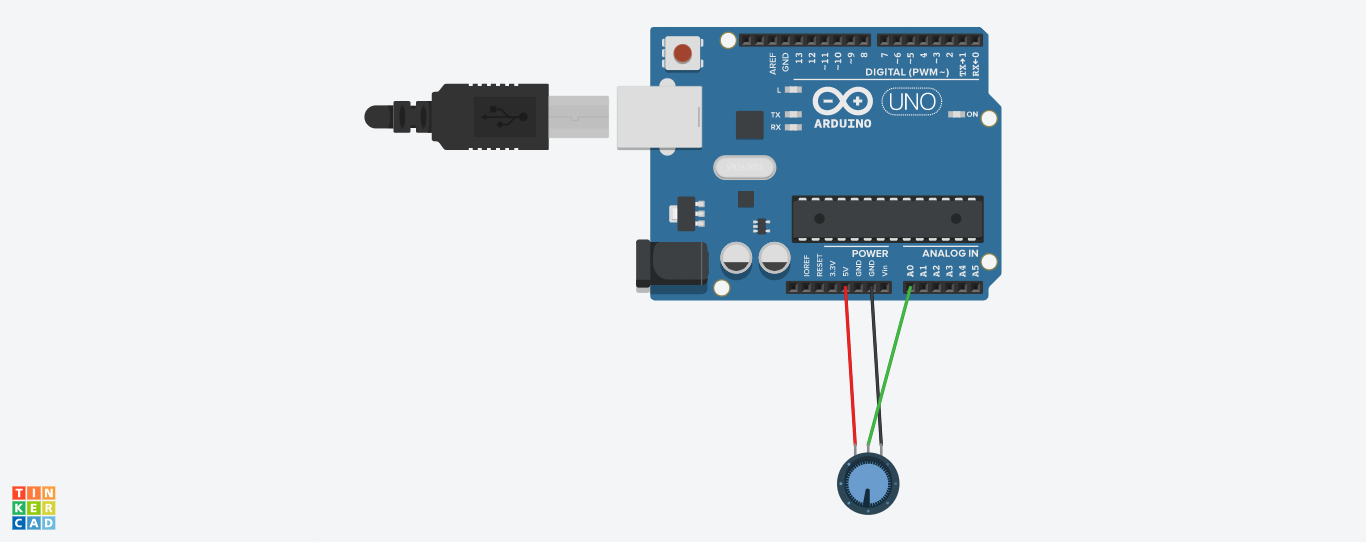 AREF
GND
13
12
~11
~10
~9
8
7
~6
~5
4
~3
2
TX→1
RX←0
DIGITAL (PWM~)
L
TX
RX
ARDUINO
UNO
ON
POWER
ANALOG IN
IOREF
RESET
3.3V
5V
GND
GND
Vin
A0
A1
A2
A3
A4
A5
TIN
KER
CAD